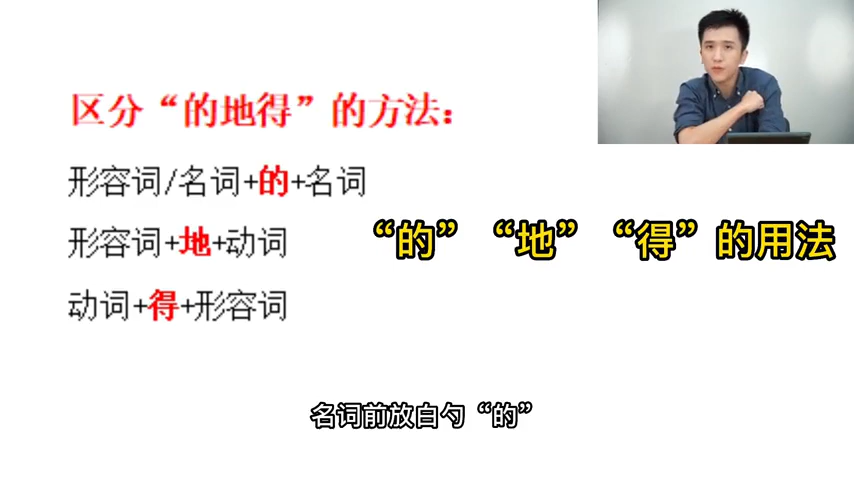 区分“的地得”的方法：
形容词/名词+的+名词
形容词+地+动词
动词+得+形容词
“的”“地”“得”的用法
名词前放白勺“的”